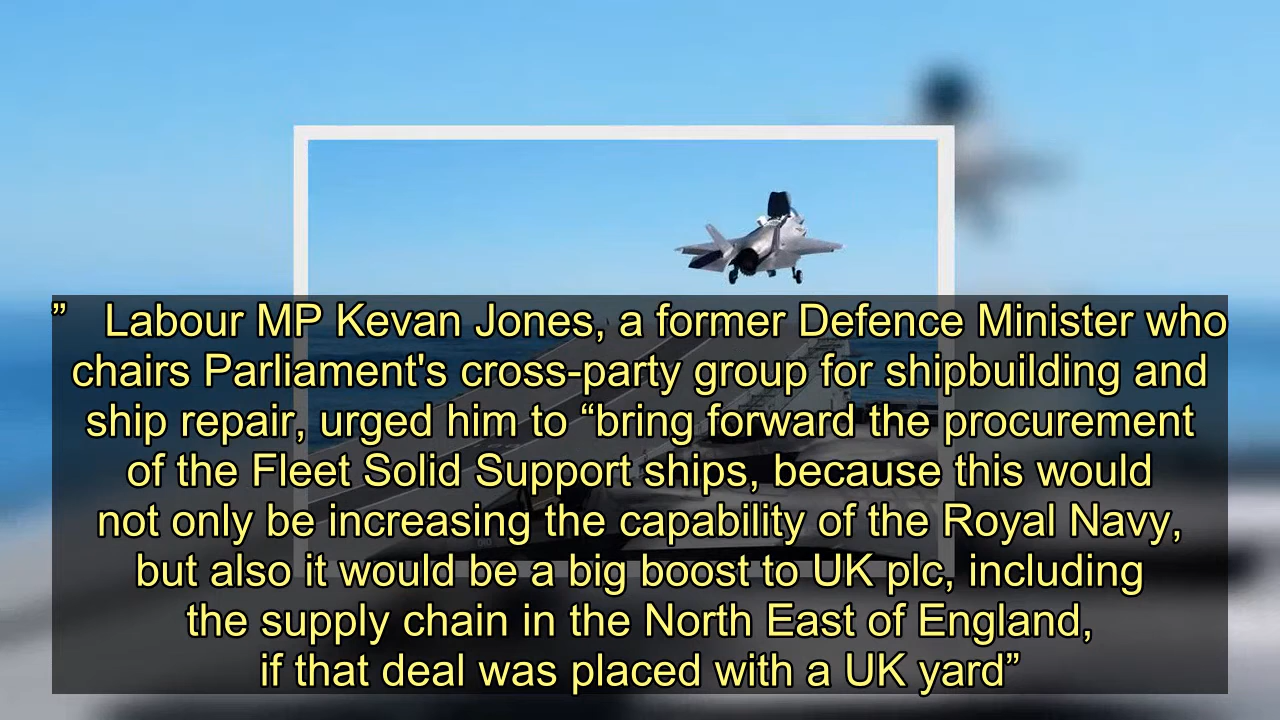 ”   Labour MP Kevan Jones, a former Defence Minister who
chairs Parliament's cross-party group for shipbuilding and
ship repair, urged him to “bring forward the procurement
of the Fleet Solid Support ships, because this would
not only be increasing the capability of the Royal Navy,
but also it would be a big boost to UK plc, including
the supply chain in the North East of England,
if that deal was placed with a UK yard”